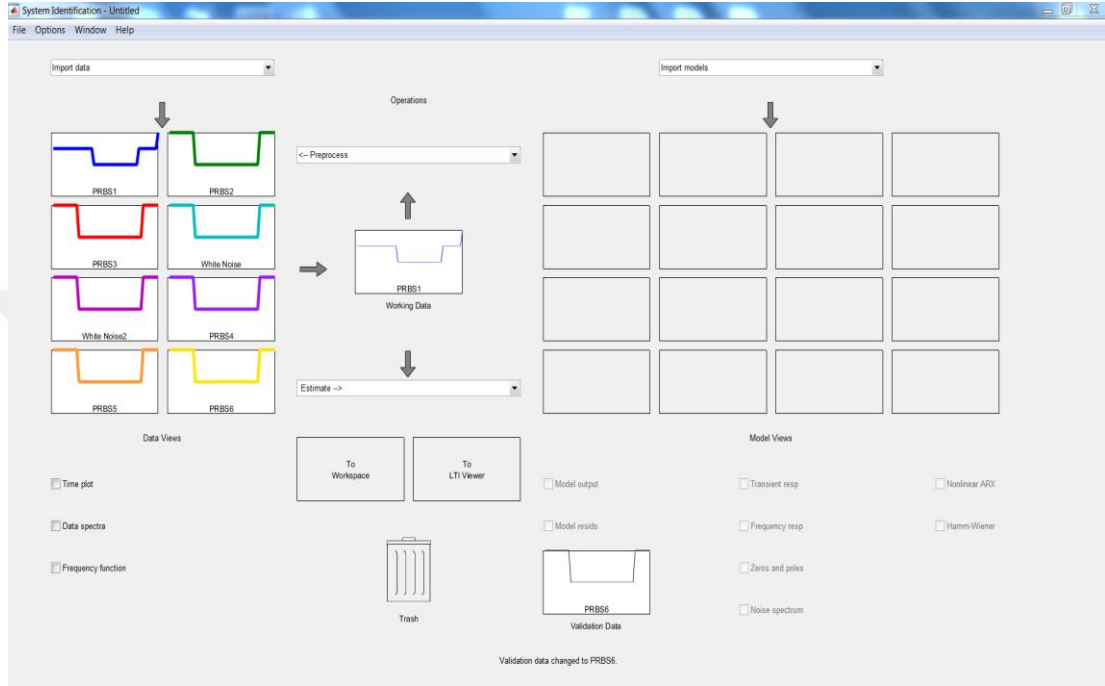 System Identification - Untitled
File Options Window Help
Import data
Import models
Operations
<-- Preprocess
PRBS1
PRBS2
PRBS3
White Noise
PRBS1
Working Data
White Noise2
PRBS4
Estimate -->
PRBS5
PRBS6
Data Views
Model Views
To
Workspace
To
LTI Viewer
Time plot
Model output
Transient resp
Nonlinear ARX
Data spectra
Model resids
Frequency resp
Hamm-Wiener
Frequency function
Zeros and poles
PRBS6
Noise spectrum
Trash
Validation Data
Validation data changed to PRBS6.